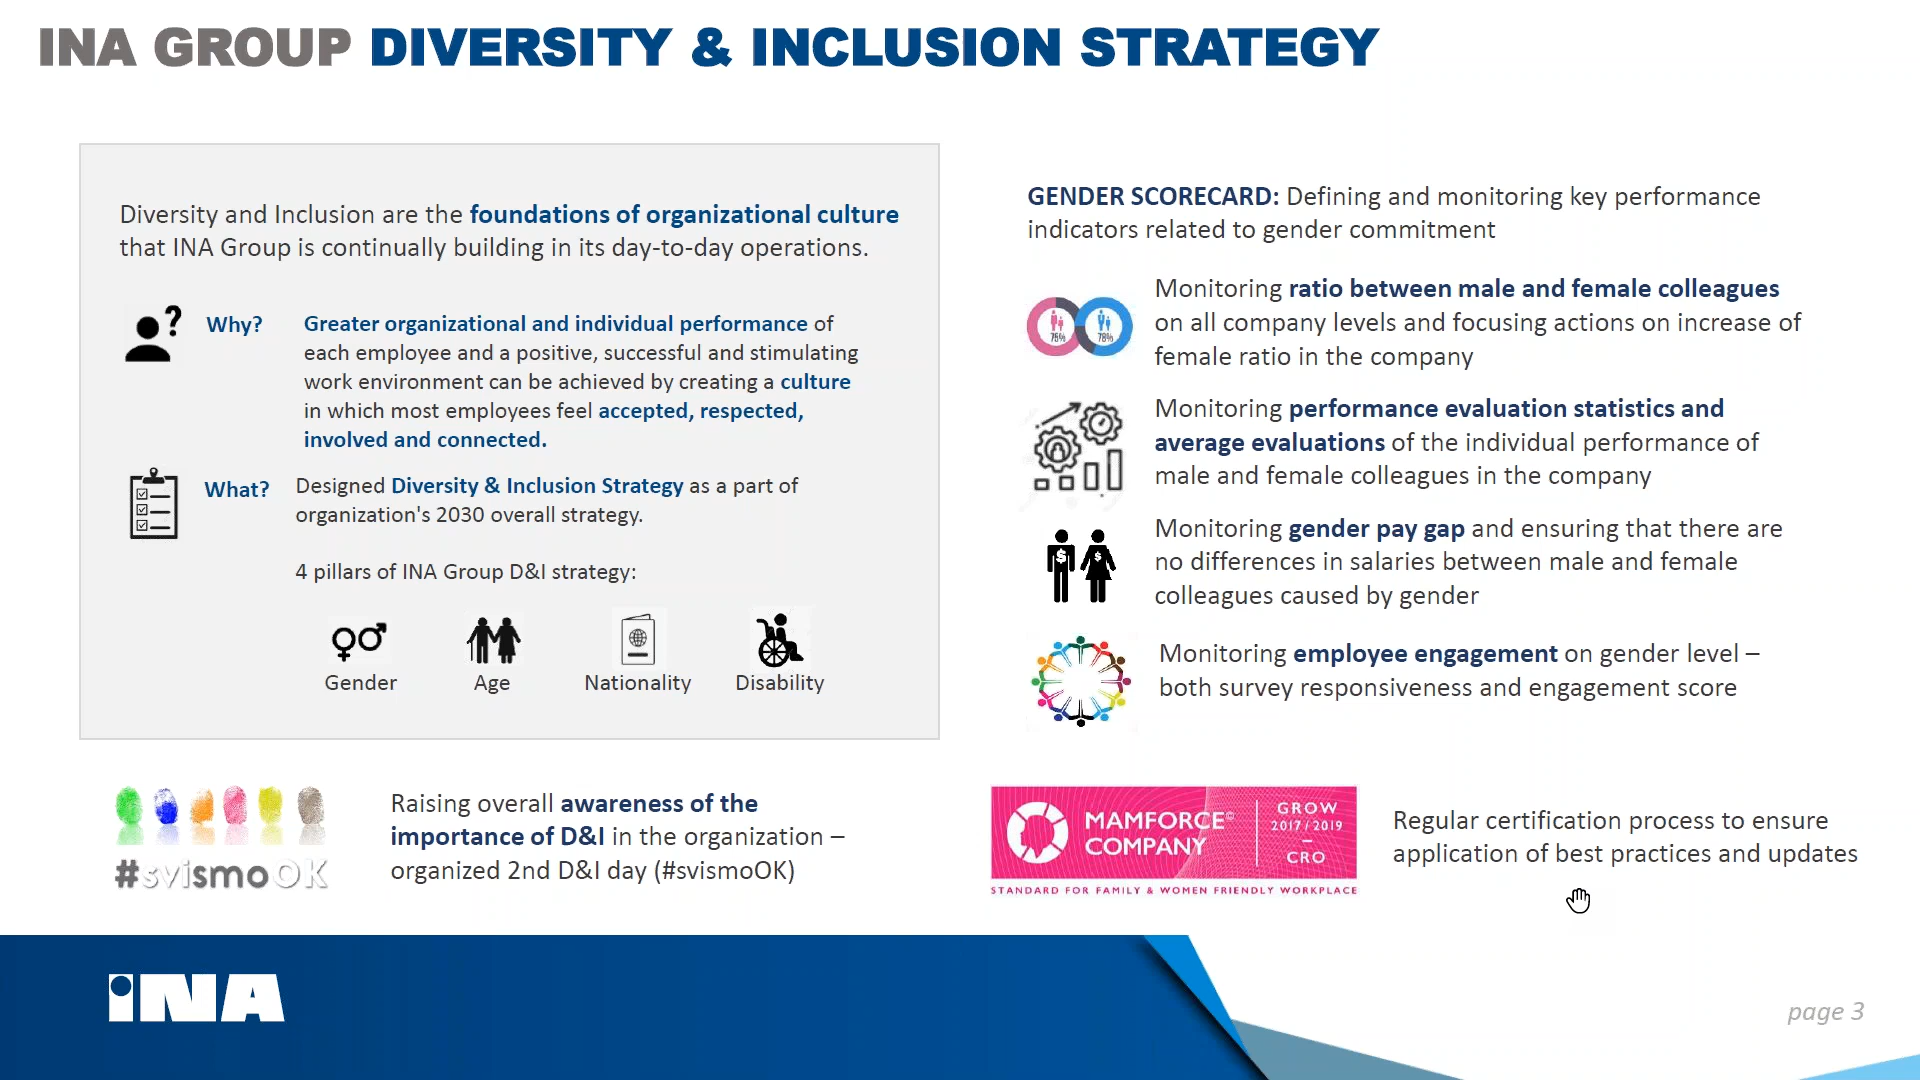 INA GROUP DIVERSITY & INCLUSION STRATEGY
Diversity and Inclusion are the foundations of organizational culture
that INA Group is continually building in its day-to-day operations.
Why?
Greater organizational and individual performance of
each employee and a positive, successful and stimulating
work environment can be achieved by creating a culture
in which most employees feel accepted, respected,
involved and connected.
What?
Designed Diversity & Inclusion Strategy as a part of
organization's 2030 overall strategy.
4 pillars of INA Group D&I strategy:
Gender
Age
Nationality
Disability
GENDER SCORECARD: Defining and monitoring key performance
indicators related to gender commitment
75%
78%
Monitoring ratio between male and female colleagues
on all company levels and focusing actions on increase of
female ratio in the company
Monitoring performance evaluation statistics and
average evaluations of the individual performance of
male and female colleagues in the company
$
$
Monitoring gender pay gap and ensuring that there are
no differences in salaries between male and female
colleagues caused by gender
Monitoring employee engagement on gender level –
both survey responsiveness and engagement score
#svismoOK
Raising overall awareness of the
importance of D&I in the organization –
organized 2nd D&I day (#svismoOK)
MAMFORCE©
COMPANY
GROW
2017/2019
–
CRO
STANDARD FOR FAMILY & WOMEN FRIENDLY WORKPLACE
Regular certification process to ensure
application of best practices and updates
INA
page 3